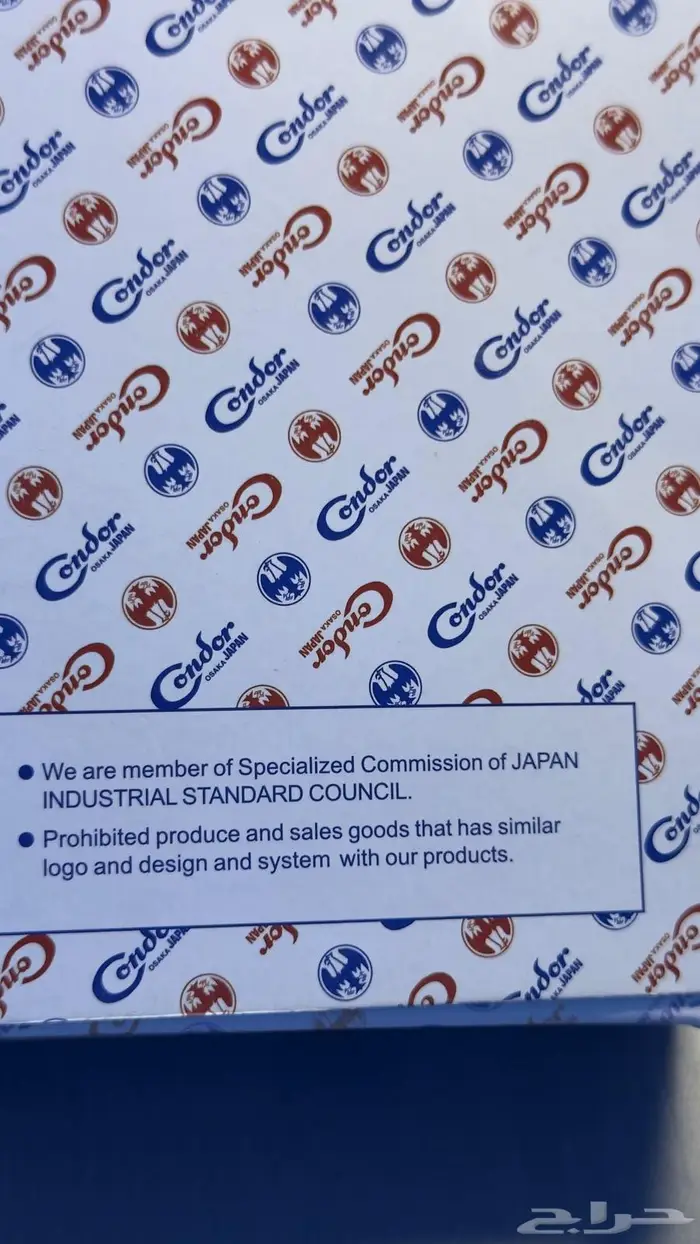 Condor
OSAKA JAPAN
We are member of Specialized Commission of JAPAN
INDUSTRIAL STANDARD COUNCIL.
Prohibited produce and sales goods that has similar
logo and design and system with our products.
حراج